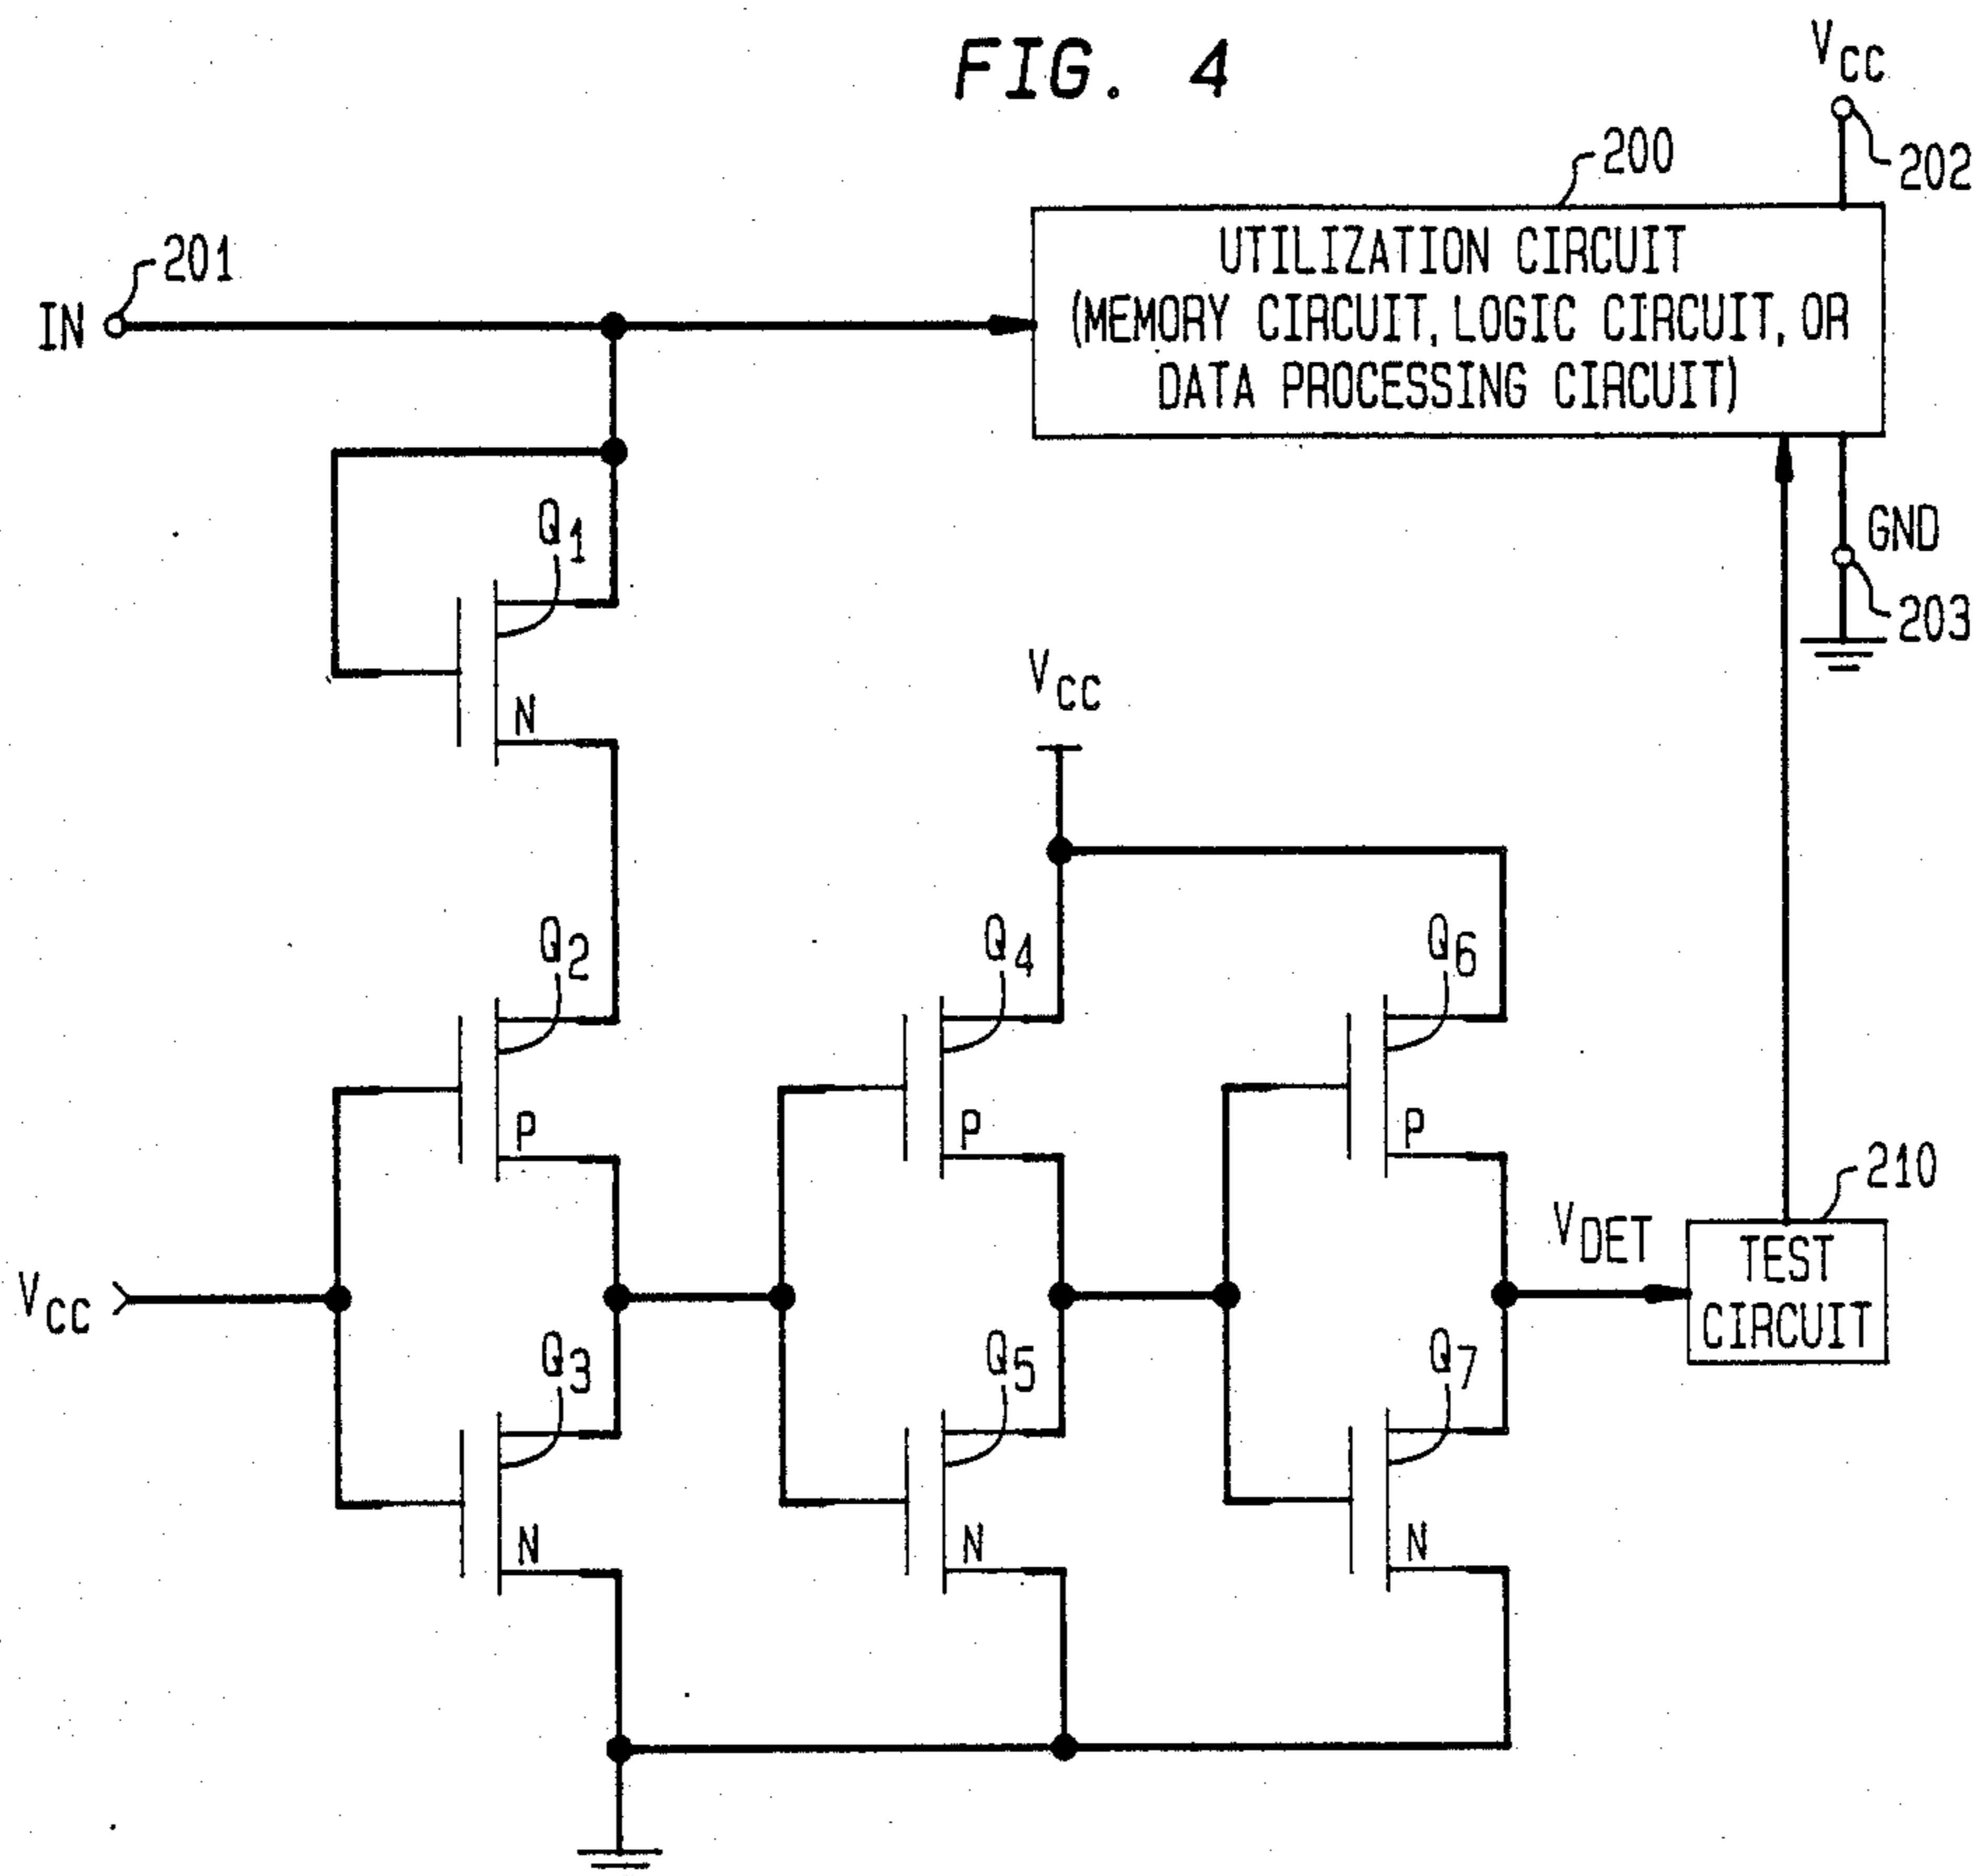 FIG. 4
VCC
202
200
UTILIZATION CIRCUIT
(MEMORY CIRCUIT, LOGIC CIRCUIT, OR
DATA PROCESSING CIRCUIT)
201
IN
GND
203
Q1
N
VCC
Q2
P
Q4
P
Q6
P
210
VDET
TEST
CIRCUIT
VCC
Q3
N
Q5
N
Q7
N